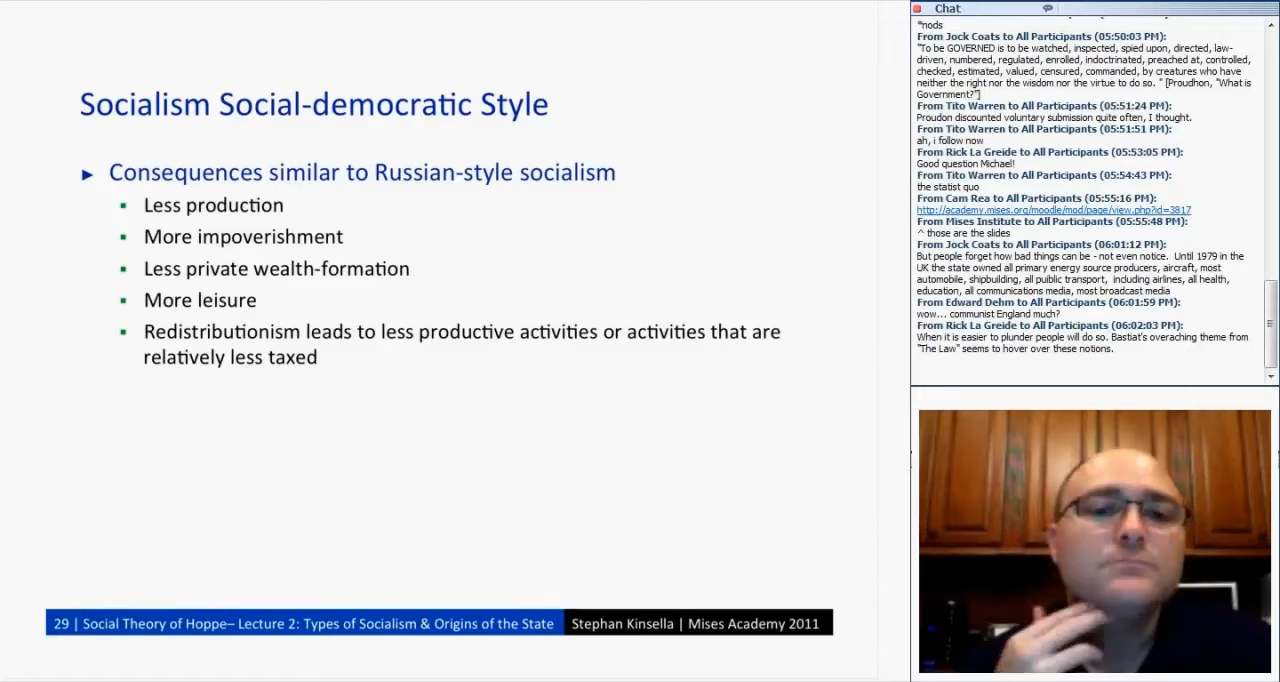 Socialism Social-democratic Style
► Consequences similar to Russian-style socialism
▪ Less production
▪ More impoverishment
▪ Less private wealth-formation
▪ More leisure
▪ Redistributionism leads to less productive activities or activities that are
relatively less taxed
29 | Social Theory of Hoppe– Lecture 2: Types of Socialism & Origins of the State
Stephan Kinsella | Mises Academy 2011
Chat
*nods
From Jock Coats to All Participants (05:50:03 PM):
"To be GOVERNED is to be watched, inspected, spied upon, directed, law-
driven, numbered, regulated, enrolled, indoctrinated, preached at, controlled,
checked, estimated, valued, censured, commanded, by creatures who have
neither the right nor the wisdom nor the virtue to do so. " [Proudhon, "What is
Government?"]
From Tito Warren to All Participants (05:51:24 PM):
Proudon discounted voluntary submission quite often, I thought.
From Tito Warren to All Participants (05:51:51 PM):
ah, i follow now
From Rick La Greide to All Participants (05:53:05 PM):
Good question Michael!
From Tito Warren to All Participants (05:54:43 PM):
the statist quo
From Cam Rea to All Participants (05:55:16 PM):
http://academy.mises.org/moodle/mod/page/view.php?id=3817
From Mises Institute to All Participants (05:55:48 PM):
^ those are the slides
From Jock Coats to All Participants (06:01:12 PM):
But people forget how bad things can be - not even notice. Until 1979 in the
UK the state owned all primary energy source producers, aircraft, most
automobile, shipbuilding, all public transport, including airlines, all health,
education, all communications media, most broadcast media
From Edward Dehm to All Participants (06:01:59 PM):
wow... communist England much?
From Rick La Greide to All Participants (06:02:03 PM):
When it is easier to plunder people will do so. Bastiat's overaching theme from
"The Law" seems to hover over these notions.